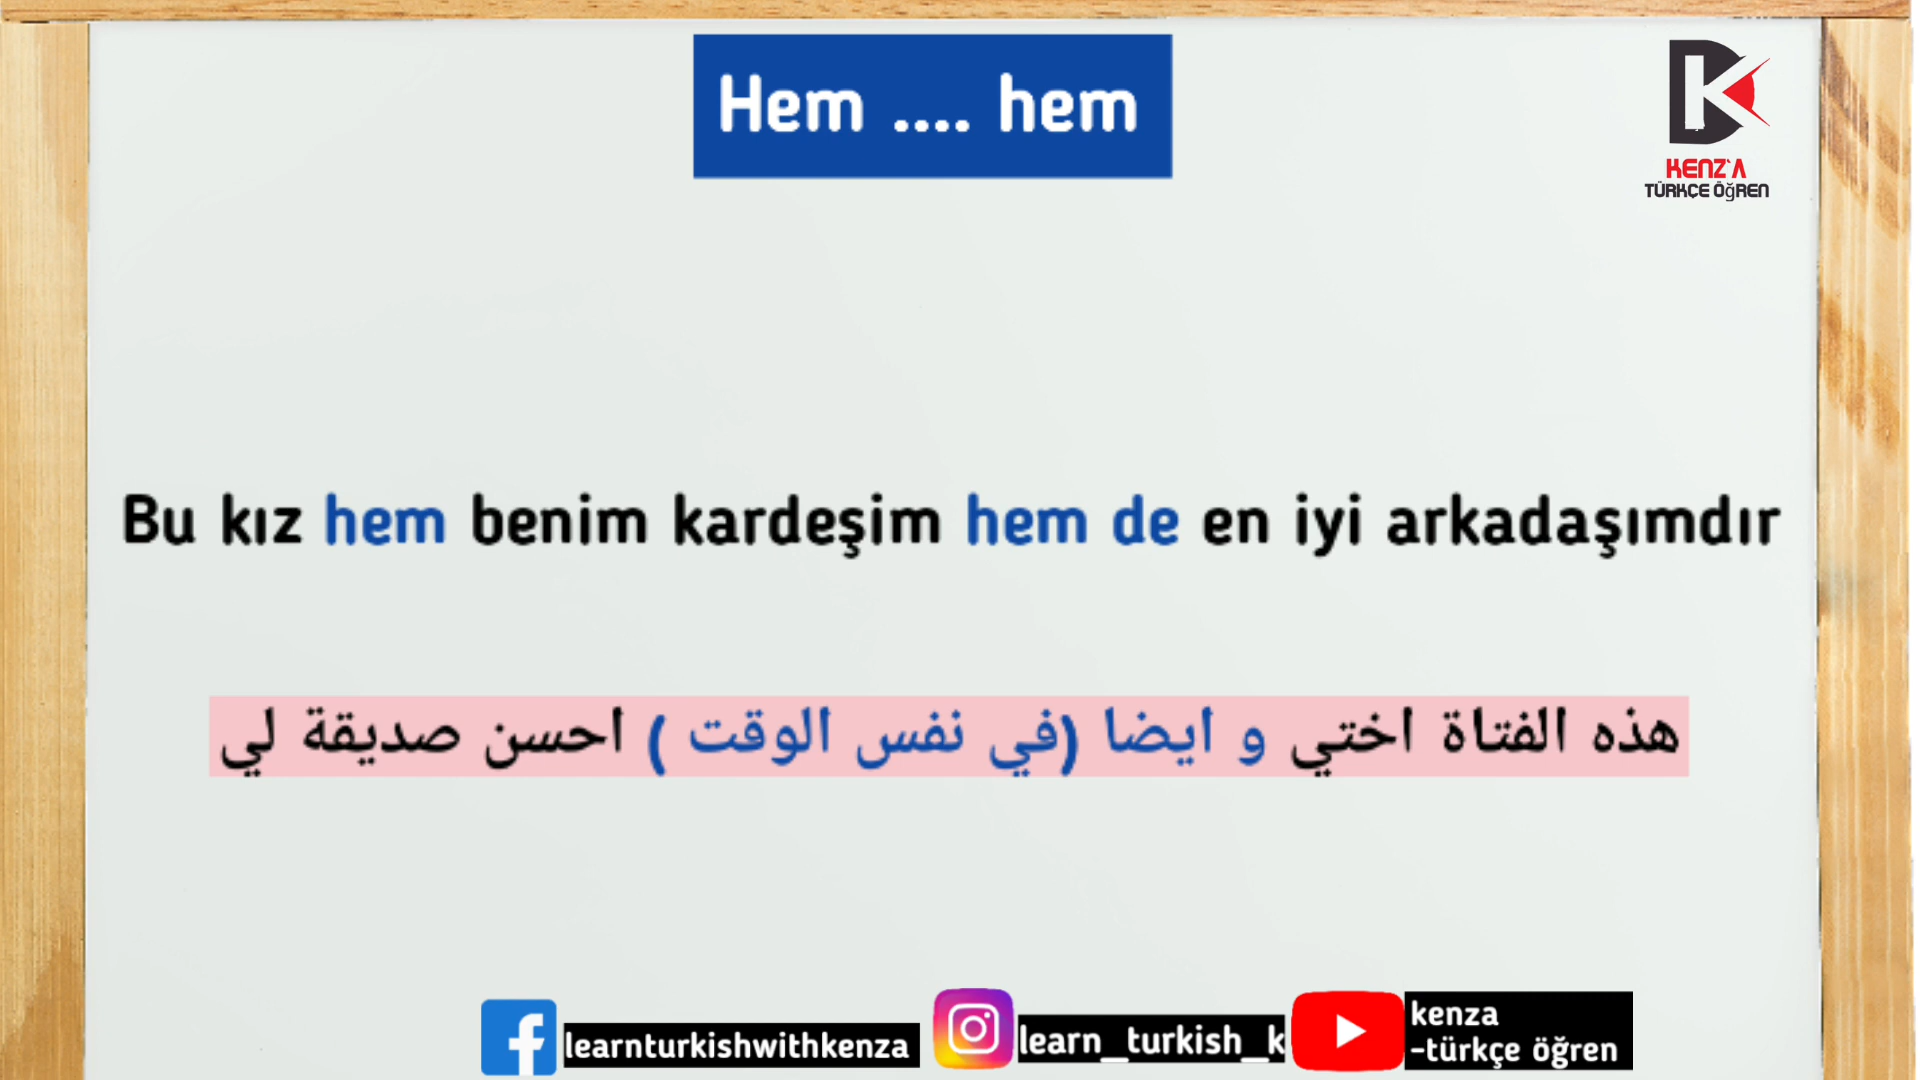 Hem .... hem
KENZ'A
TÜRKÇE ÖĞREN
Bu kız hem benim kardeşim hem de en iyi arkadaşımdır
هذه الفتاة اختي و ايضا (في نفس الوقت ) احسن صديقة لي
learnturkishwithkenza
learn_turkish_k
kenza
-türkçe öğren